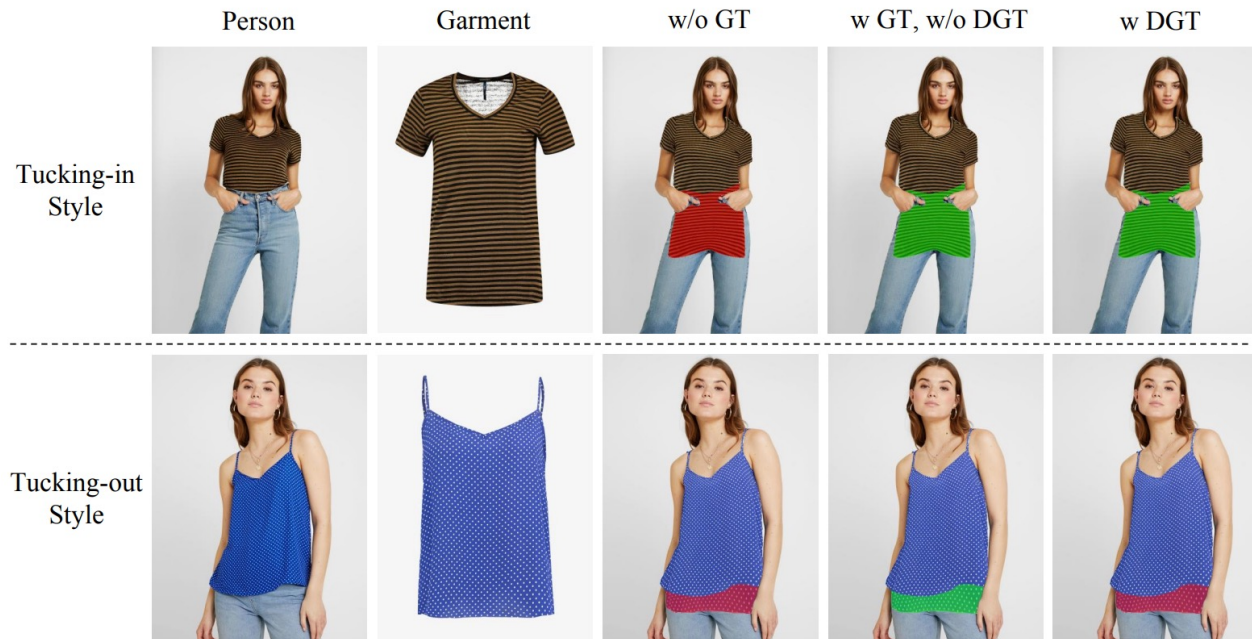 Person Garment w/o GT w GT, w/o DGT w DGT
Tucking-in
Style
Tucking-out
Style